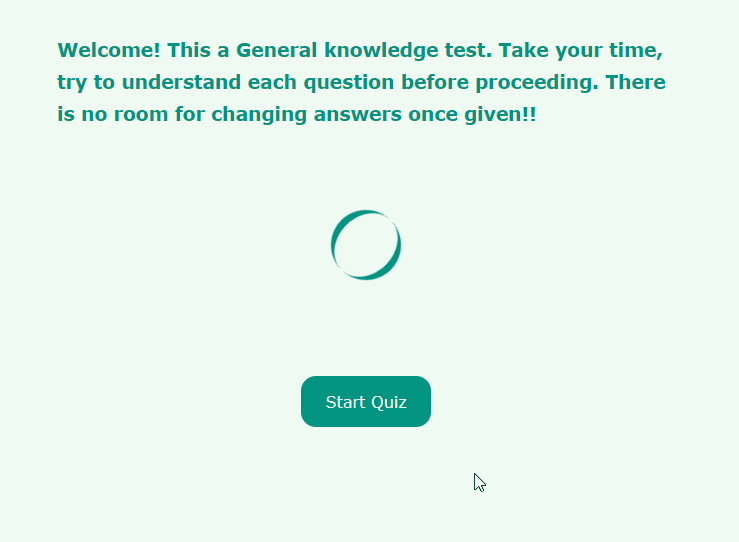 Welcome! This a General knowledge test. Take your time,
try to understand each question before proceeding. There
is no room for changing answers once given!!
Start Quiz